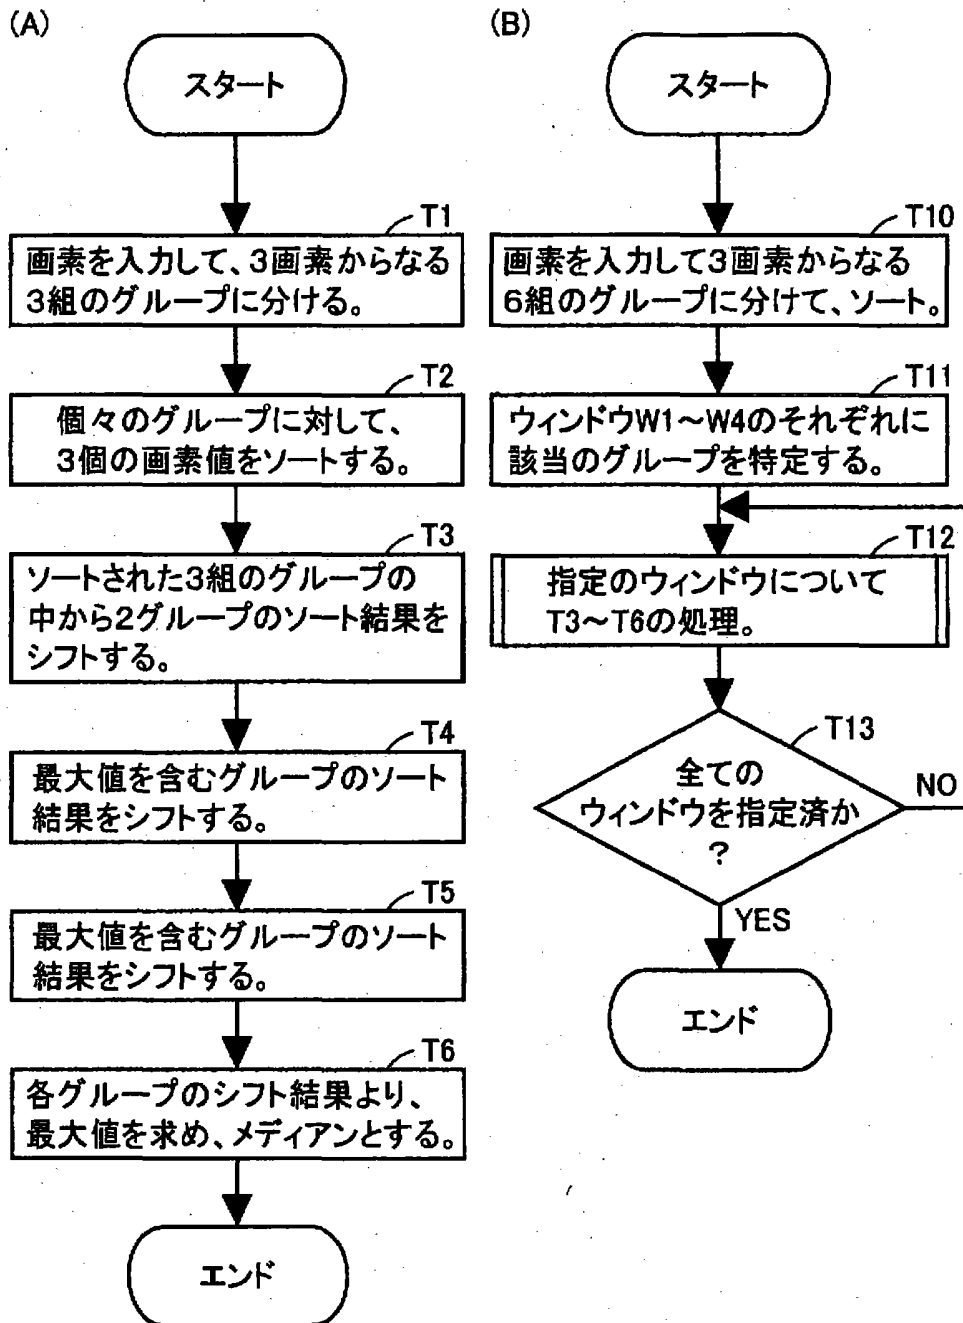 (A)
スタート
T1
画素を入力して、3画素からなる
3組のグループに分ける。
T2
個々のグループに対して、
3個の画素値をソートする。
T3
ソートされた3組のグループの
中から2グループのソート結果を
シフトする。
T4
最大値を含むグループのソート
結果をシフトする。
T5
最大値を含むグループのソート
結果をシフトする。
T6
各グループのシフト結果より、
最大値を求め、メディアンとする。
エンド
(B)
スタート
T10
画素を入力して3画素からなる
6組のグループに分けて、ソート。
T11
ウィンドウW1～W4のそれぞれに
該当のグループを特定する。
T12
指定のウィンドウについて
T3～T6の処理。
T13
全ての
ウィンドウを指定済か
?
NO
YES
エンド